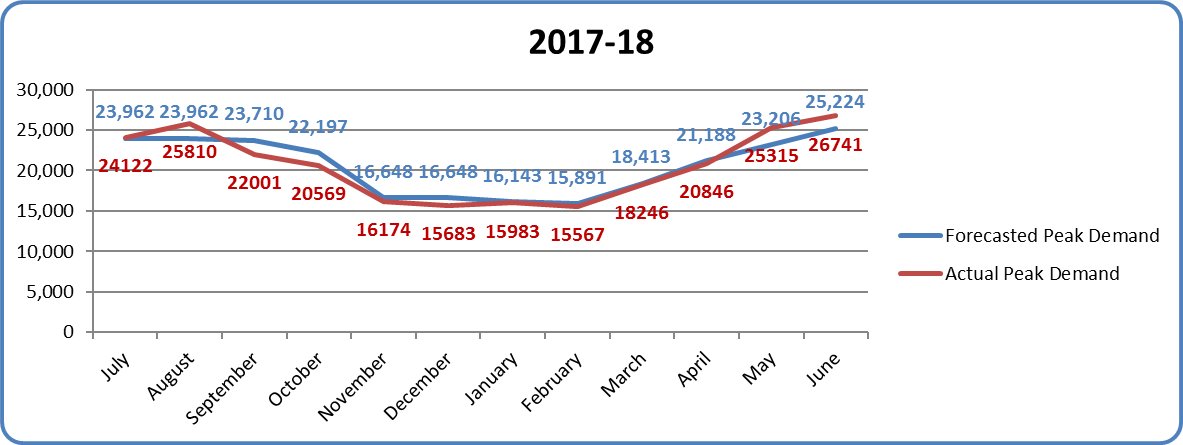 2017-18
30,000
25,000
20,000
15,000
10,000
5,000
0
23,962 23,962 23,710 22,197 16,648 16,648 16,143 15,891 18,413 21,188 23,206 25,224
24122 25810 22001 20569 16174 15683 15983 15567 18246 20846 25315 26741
July August September October November December January February March April May June
Forecasted Peak Demand
Actual Peak Demand